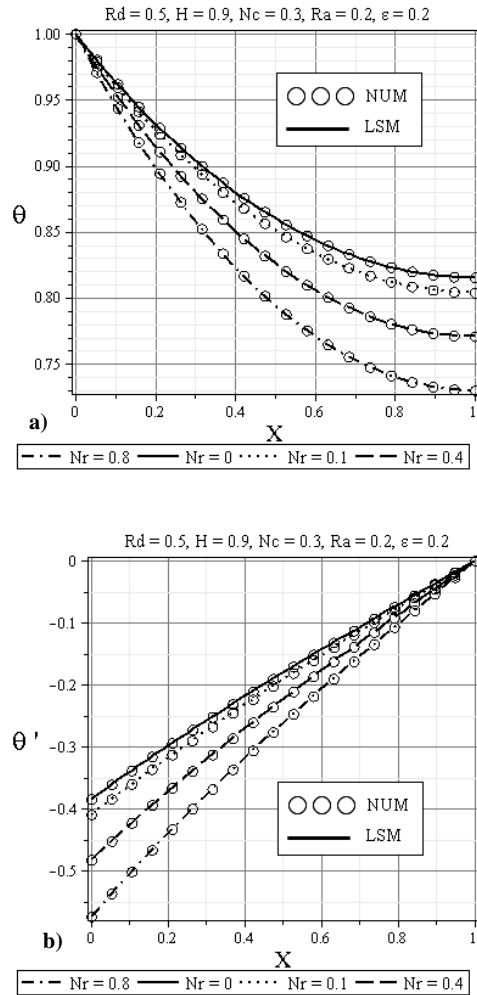 Rd = 0.5, H = 0.9, Nc = 0.3, Ra = 0.2, ε = 0.2
1.00
0.95
0.90
θ
0.85
0.80
0.75
NUM
LSM
0 0.2 0.4 0.6 0.8 1
a)
X
Nr = 0.8 Nr = 0 Nr = 0.1 Nr = 0.4
Rd = 0.5, H = 0.9, Nc = 0.3, Ra = 0.2, ε = 0.2
0
-0.1
-0.2
-0.3
θ '
-0.4
-0.5
NUM
LSM
0 0.2 0.4 0.6 0.8 1
b)
X
Nr = 0.8 Nr = 0 Nr = 0.1 Nr = 0.4